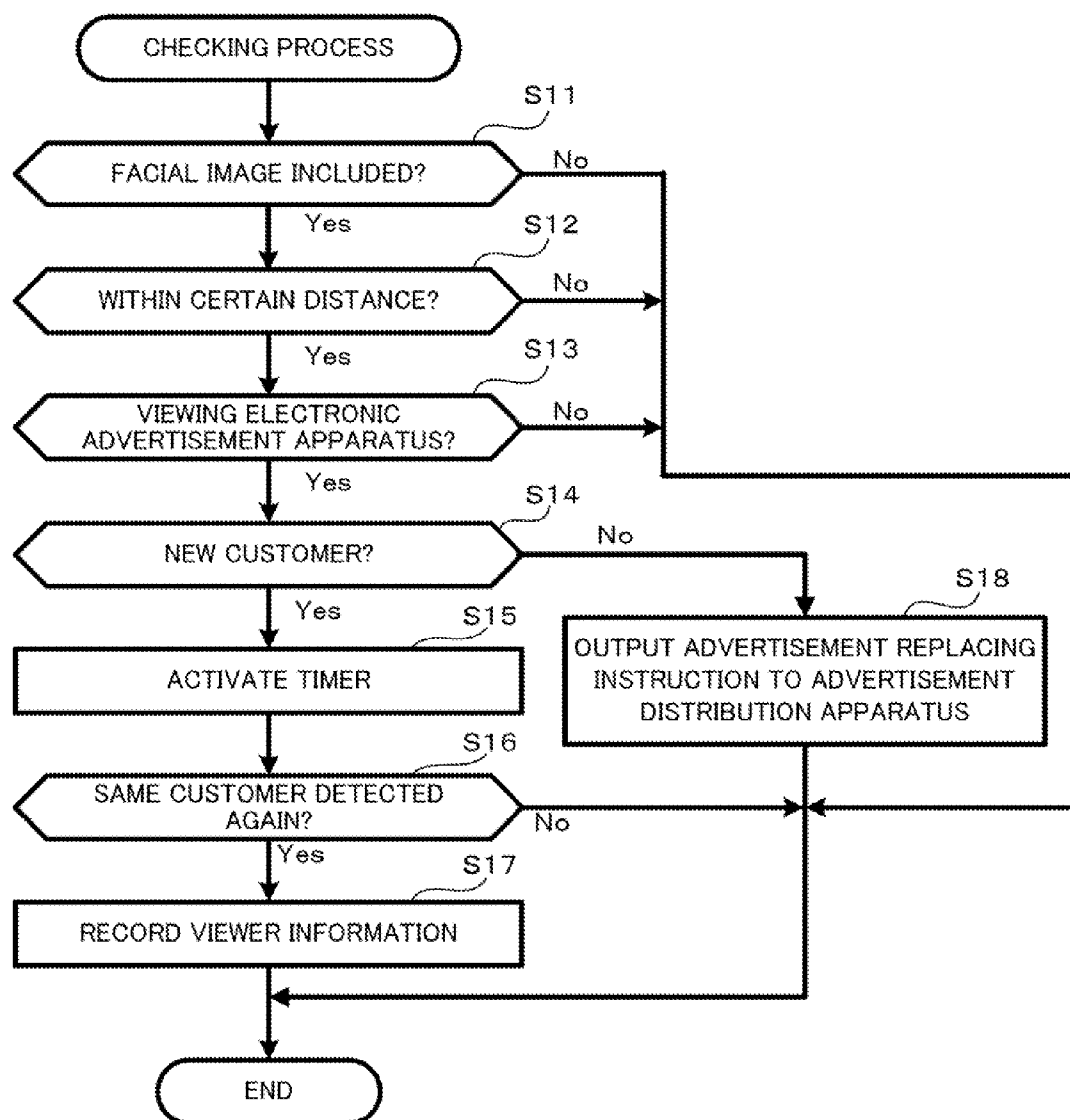 CHECKING PROCESS
S11
FACIAL IMAGE INCLUDED?
No
Yes
S12
WITHIN CERTAIN DISTANCE?
No
Yes
S13
VIEWING ELECTRONIC
ADVERTISEMENT APPARATUS?
No
Yes
S14
NEW CUSTOMER?
No
Yes
S18
OUTPUT ADVERTISEMENT REPLACING
INSTRUCTION TO ADVERTISEMENT
DISTRIBUTION APPARATUS
S15
ACTIVATE TIMER
S16
SAME CUSTOMER DETECTED
AGAIN?
No
Yes
S17
RECORD VIEWER INFORMATION
END